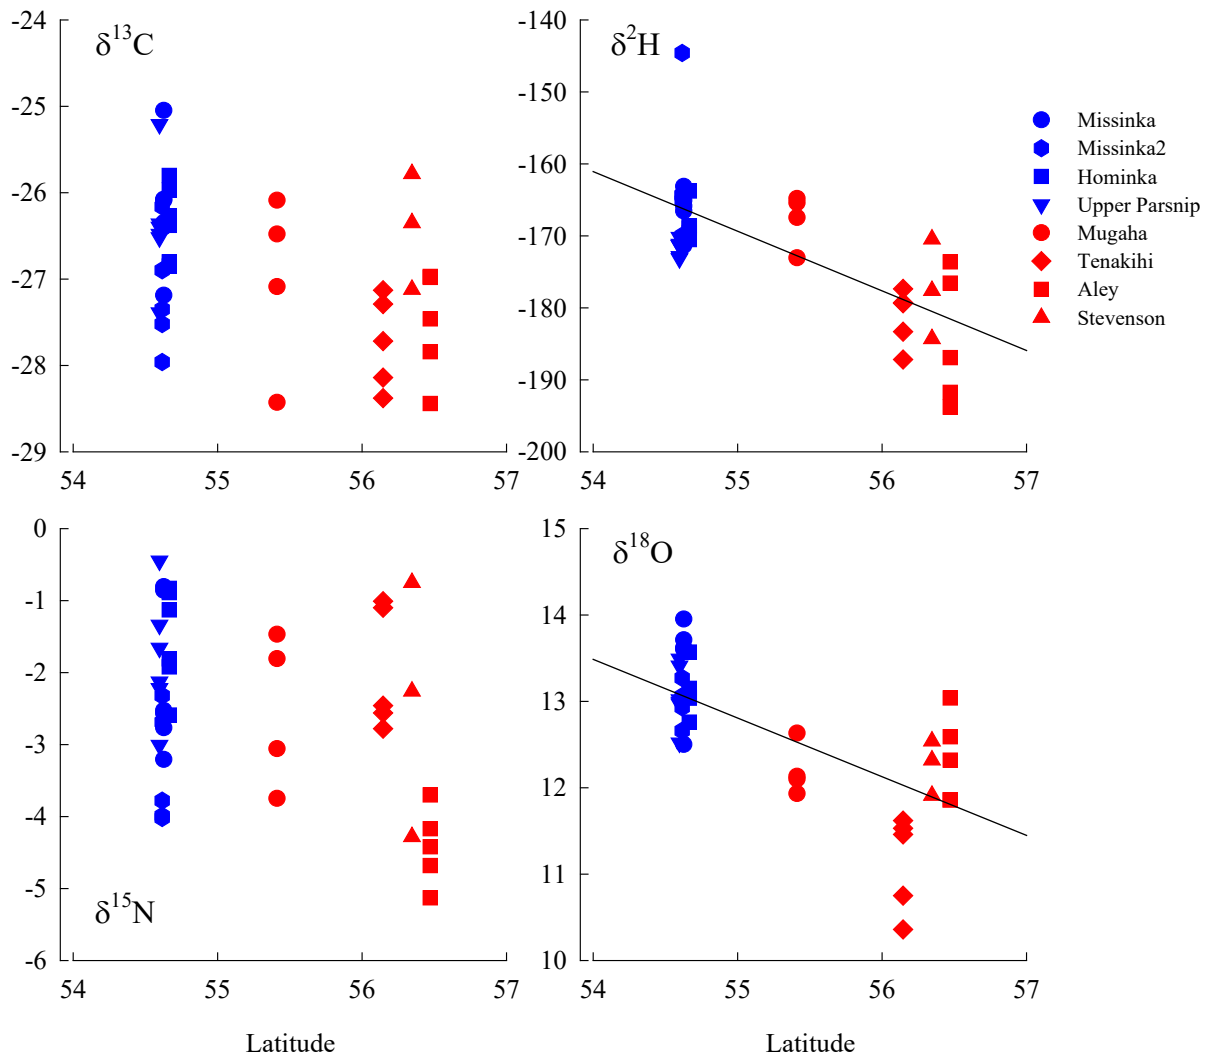 δ¹³C
-24
-25
-26
-27
-28
-29
54 55 56 57
δ²H
-140
-150
-160
-170
-180
-190
-200
54 55 56 57
Missinka
Missinka2
Hominka
Upper Parsnip
Mugaha
Tenakihi
Aley
Stevenson
δ¹⁵N
0
-1
-2
-3
-4
-5
-6
54 55 56 57
Latitude
δ¹⁸O
15
14
13
12
11
10
54 55 56 57
Latitude